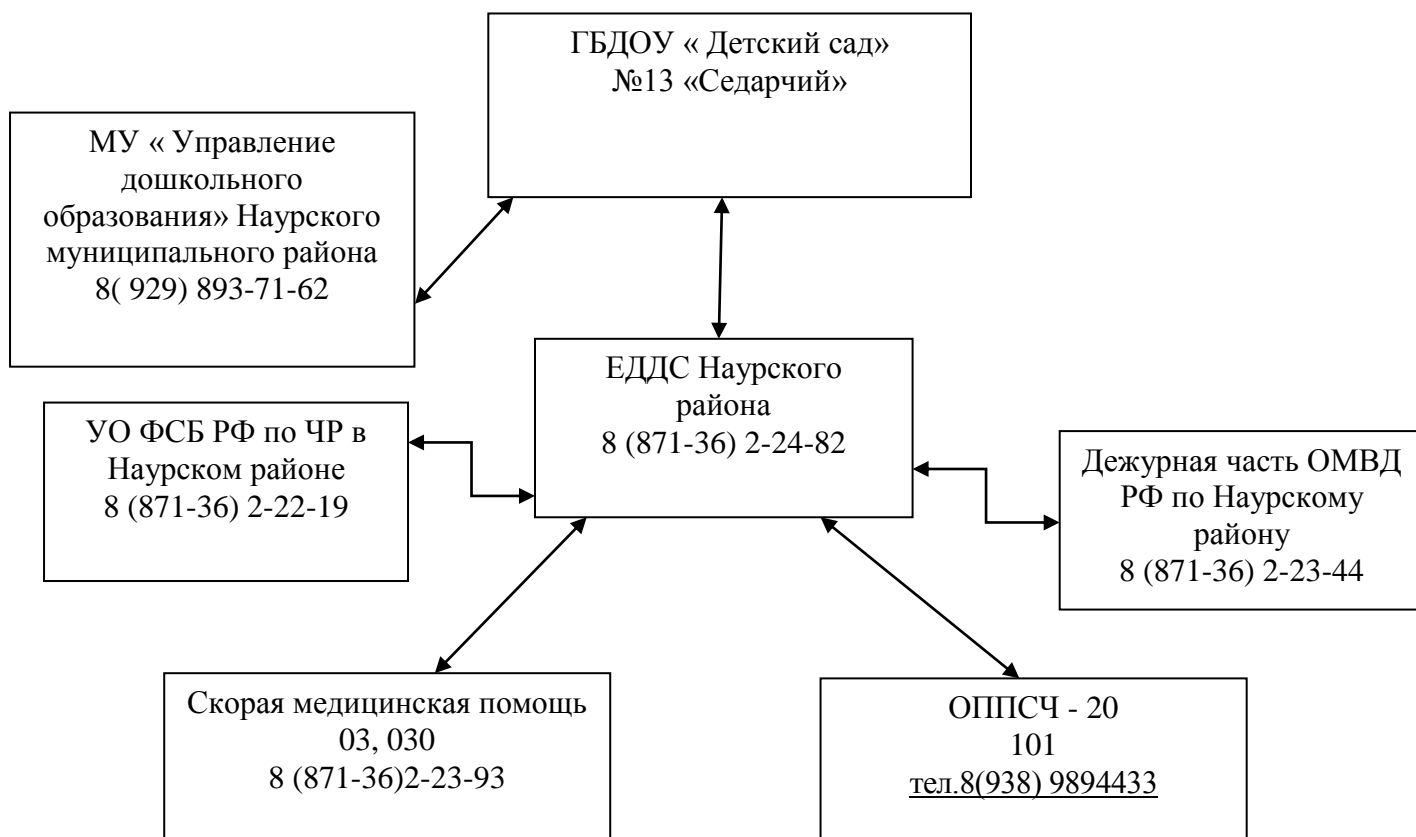 ГБДОУ « Детский сад»
№13 «Седарчий»
МУ « Управление
дошкольного
образования» Наурского
муниципального района
8( 929) 893-71-62
ЕДДС Наурского
района
8 (871-36) 2-24-82
УО ФСБ РФ по ЧР в
Наурском районе
8 (871-36) 2-22-19
Дежурная часть ОМВД
РФ по Наурскому
району
8 (871-36) 2-23-44
Скорая медицинская помощь
03, 030
8 (871-36)2-23-93
ОППСЧ - 20
101
тел.8(938) 9894433